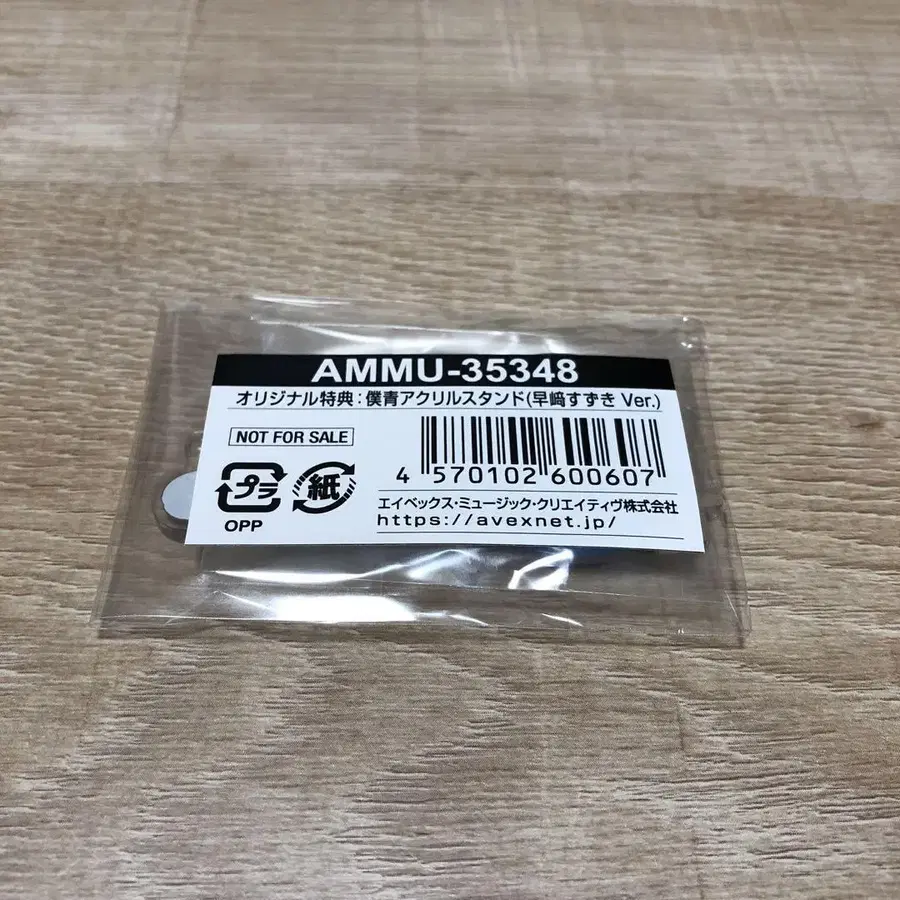 AMMU-35348
オリジナル特典:僕青アクリルスタンド(早﨑すずき Ver.)
NOT FOR SALE
4 570102 600607
プラ
紙
OPP
エイベックス・ミュージック・クリエイティヴ株式会社
https://avexnet.jp/